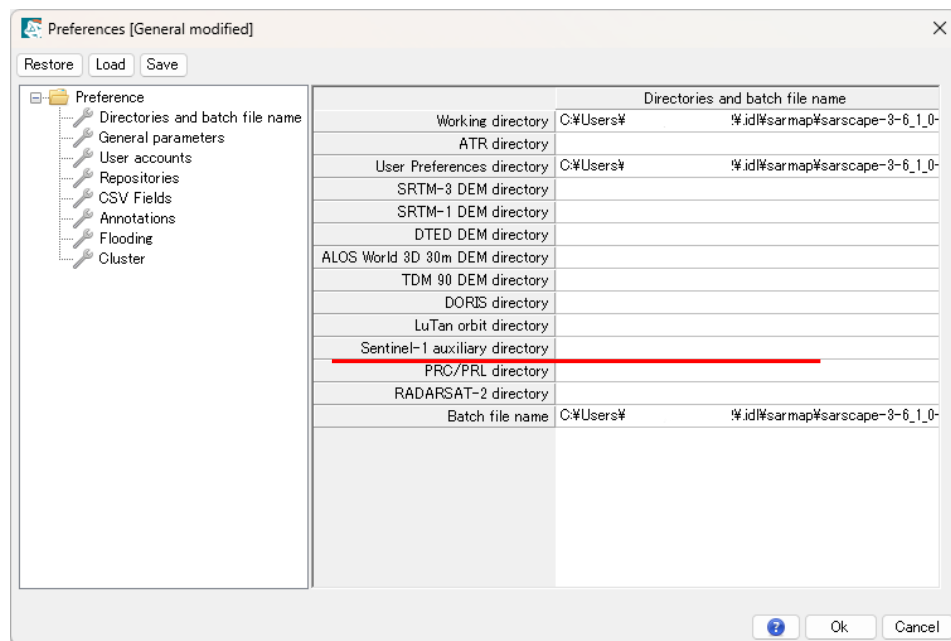 Preferences [General modified]
Restore Load Save
Preference
Directories and batch file name
General parameters
User accounts
Repositories
CSV Fields
Annotations
Flooding
Cluster
Directories and batch file name
Working directory C:¥Users¥ !¥.idl¥sarmap¥sarscape-3-6_1_0-
ATR directory
User Preferences directory C:¥Users¥ !¥.idl¥sarmap¥sarscape-3-6_1_0-
SRTM-3 DEM directory
SRTM-1 DEM directory
DTED DEM directory
ALOS World 3D 30m DEM directory
TDM 90 DEM directory
DORIS directory
LuTan orbit directory
Sentinel-1 auxiliary directory
PRC/PRL directory
RADARSAT-2 directory
Batch file name C:¥Users¥ !¥.idl¥sarmap¥sarscape-3-6_1_0-
? Ok Cancel